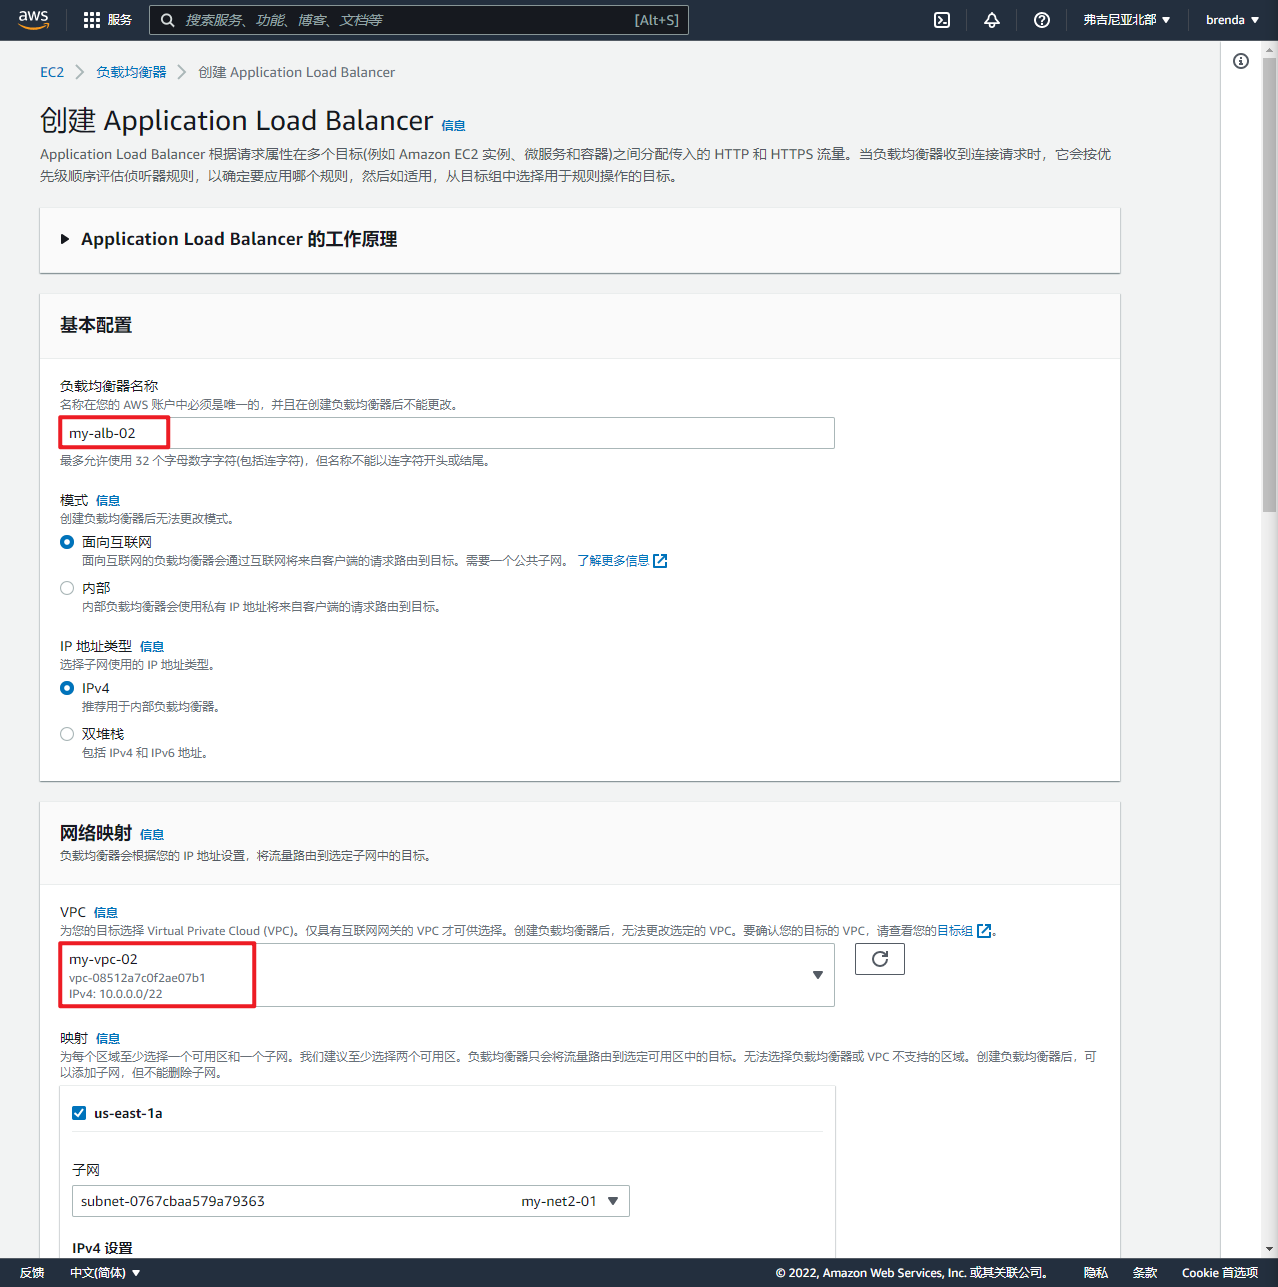 aws 服务 搜索服务、功能、博客、文档等 [Alt+S] 弗吉尼亚北部 brenda
EC2 负载均衡器 创建 Application Load Balancer
创建 Application Load Balancer 信息
Application Load Balancer 根据请求属性在多个目标(例如 Amazon EC2 实例、微服务和容器)之间分配传入的 HTTP 和 HTTPS 流量。当负载均衡器收到连接请求时，它会按优
先级顺序评估侦听器规则，以确定要应用哪个规则，然后如适用，从目标组中选择用于规则操作的目标。
Application Load Balancer 的工作原理
基本配置
负载均衡器名称
名称在您的 AWS 账户中必须是唯一的，并且在创建负载均衡器后不能更改。
my-alb-02
最多允许使用 32 个字母数字字符(包括连字符)，但名称不能以连字符开头或结尾。
模式 信息
创建负载均衡器后无法更改模式。
面向互联网
面向互联网的负载均衡器会通过互联网将来自客户端的请求路由到目标。需要一个公共子网。 了解更多信息
内部
内部负载均衡器会使用私有 IP 地址将来自客户端的请求路由到目标。
IP 地址类型 信息
选择子网使用的 IP 地址类型。
IPv4
推荐用于内部负载均衡器。
双堆栈
包括 IPv4 和 IPv6 地址。
网络映射 信息
负载均衡器会根据您的 IP 地址设置，将流量路由到选定子网中的目标。
VPC 信息
为您的目标选择 Virtual Private Cloud (VPC)。仅具有互联网网关的 VPC 才可供选择。创建负载均衡器后，无法更改选定的 VPC。要确认您的目标的 VPC，请查看您的目标组 。
my-vpc-02
vpc-08512a7c0f2ae07b1
IPv4: 10.0.0.0/22
映射 信息
为每个区域至少选择一个可用区和一个子网。我们建议至少选择两个可用区。负载均衡器只会将流量路由到选定可用区中的目标。无法选择负载均衡器或 VPC 不支持的区域。创建负载均衡器后，可
以添加子网，但不能删除子网。
us-east-1a
子网
subnet-0767cbaa579a79363 my-net2-01
IPv4 设置
反馈 中文(简体) © 2022, Amazon Web Services, Inc. 或其关联公司。 隐私 条款 Cookie 首选项